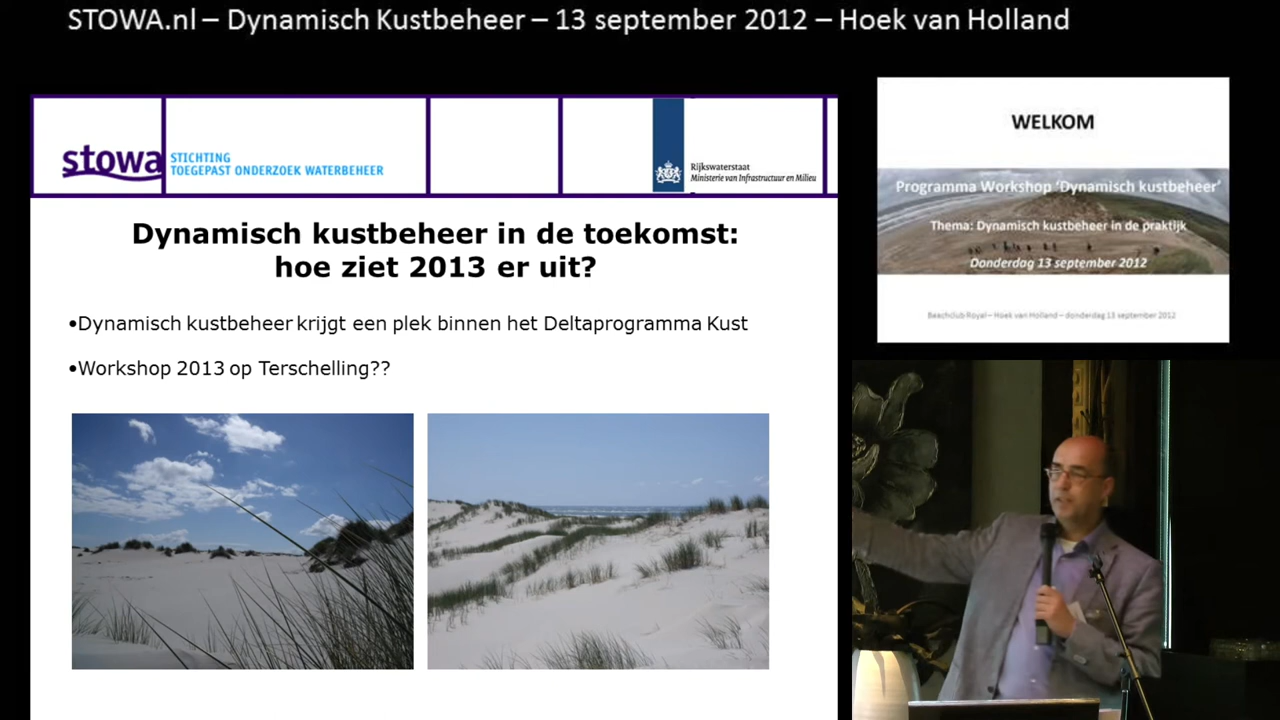 STOWA.nl – Dynamisch Kustbeheer – 13 september 2012 – Hoek van Holland
stowa
STICHTING
TOEGEPAST ONDERZOEK WATERBEHEER
Rijkswaterstaat
Ministerie van Infrastructuur en Milieu
Dynamisch kustbeheer in de toekomst:
hoe ziet 2013 er uit?
•Dynamisch kustbeheer krijgt een plek binnen het Deltaprogramma Kust
•Workshop 2013 op Terschelling??
WELKOM
Programma Workshop ‘Dynamisch kustbeheer’
Thema: Dynamisch kustbeheer in de praktijk
Donderdag 13 september 2012
Beachclub Royal – Hoek van Holland – donderdag 13 september 2012